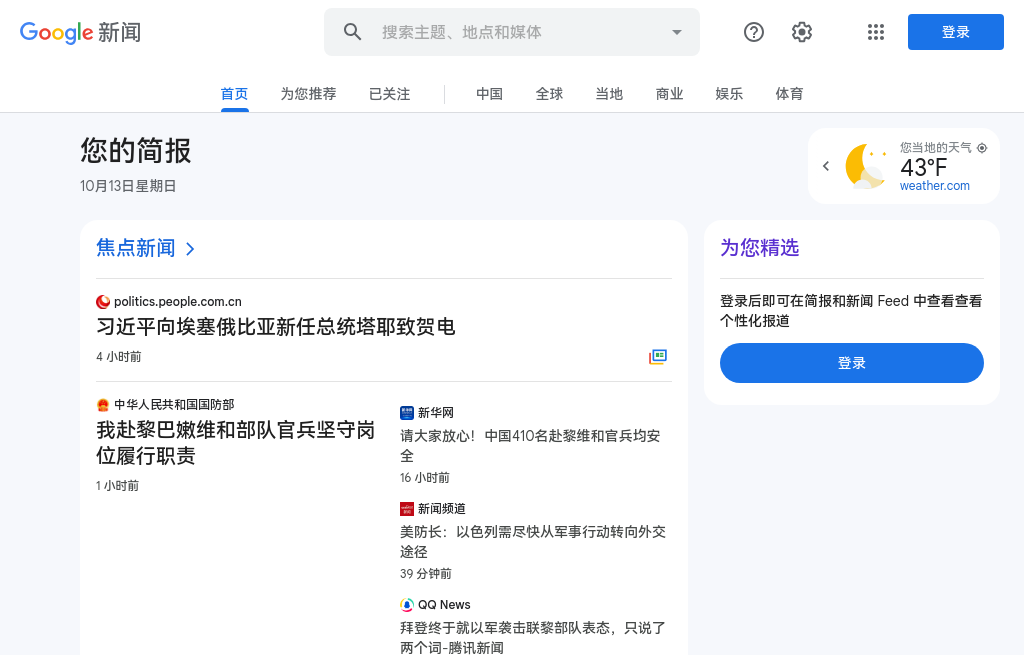 Google 新闻
搜索主题、地点和媒体
登录
首页 为您推荐 已关注 中国 全球 当地 商业 娱乐 体育
您的简报
10月13日星期日
您当地的天气
43°F
weather.com
焦点新闻
politics.people.com.cn
习近平向埃塞俄比亚新任总统塔耶致贺电
4 小时前
中华人民共和国国防部
我赴黎巴嫩维和部队官兵坚守岗
位履行职责
1 小时前
新华网
请大家放心！中国410名赴黎维和官兵均安
全
16 小时前
新闻频道
美防长：以色列需尽快从军事行动转向外交
途径
39 分钟前
QQ News
拜登终于就以军袭击联黎部队表态，只说了
两个词-腾讯新闻
为您精选
登录后即可在简报和新闻 Feed 中查看查看
个性化报道
登录